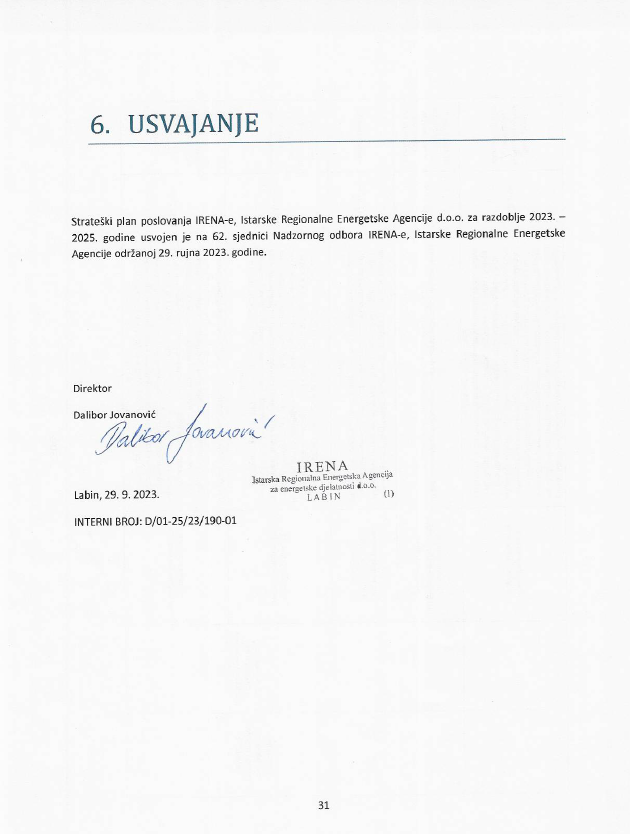 6. USVAJANJE
Strateški plan poslovanja IRENA-e, Istarske Regionalne Energetske Agencije d.o.o. za razdoblje 2023. –
2025. godine usvojen je na 62. sjednici Nadzornog odbora IRENA-e, Istarske Regionalne Energetske
Agencije održanoj 29. rujna 2023. godine.
Direktor
Dalibor Jovanović
Dalibor Jovanović
IRENA
Istarska Regionalna Energetska Agencija
za energetske djelatnosti d.o.o.
LABIN (1)
Labin, 29. 9. 2023.
INTERNI BROJ: D/01-25/23/190-01
31